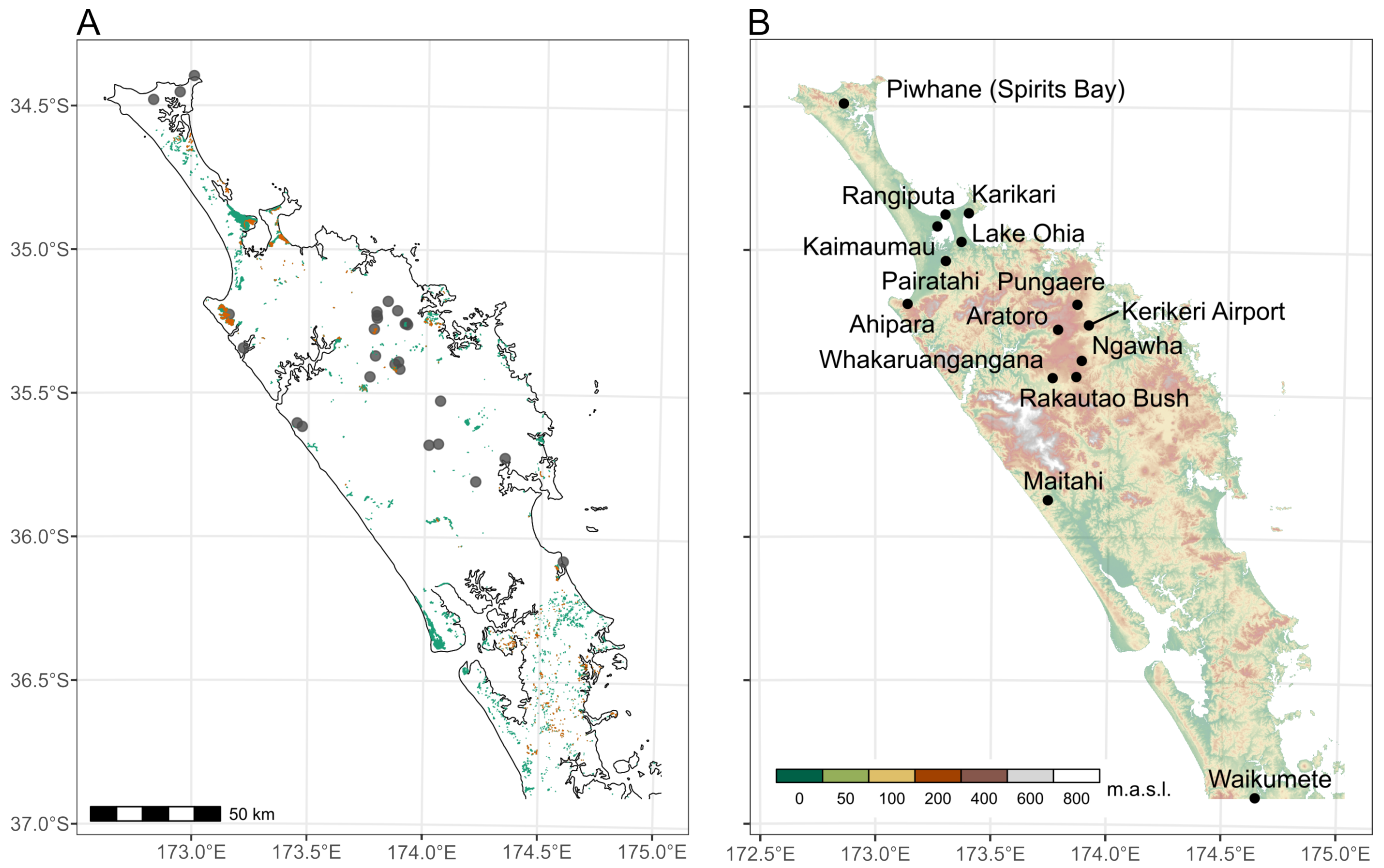 A
B
34.5°S
35.0°S
35.5°S
36.0°S
36.5°S
37.0°S
173.0°E 173.5°E 174.0°E 174.5°E 175.0°E
50 km
Piwhane (Spirits Bay)
Rangiputa
Karikari
Kaimaumau
Lake Ohia
Pairatahi
Pungaere
Ahipara
Aratoro
Kerikeri Airport
Whakaruangangana
Ngawha
Rakautao Bush
Maitahi
Waikumete
0 50 100 200 400 600 800
m.a.s.l.
172.5°E 173.0°E 173.5°E 174.0°E 174.5°E 175.0°E